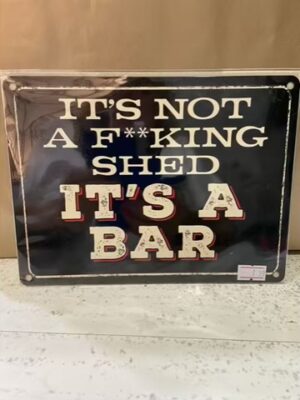 IT'S NOT
A F**KING
SHED
IT'S A
BAR